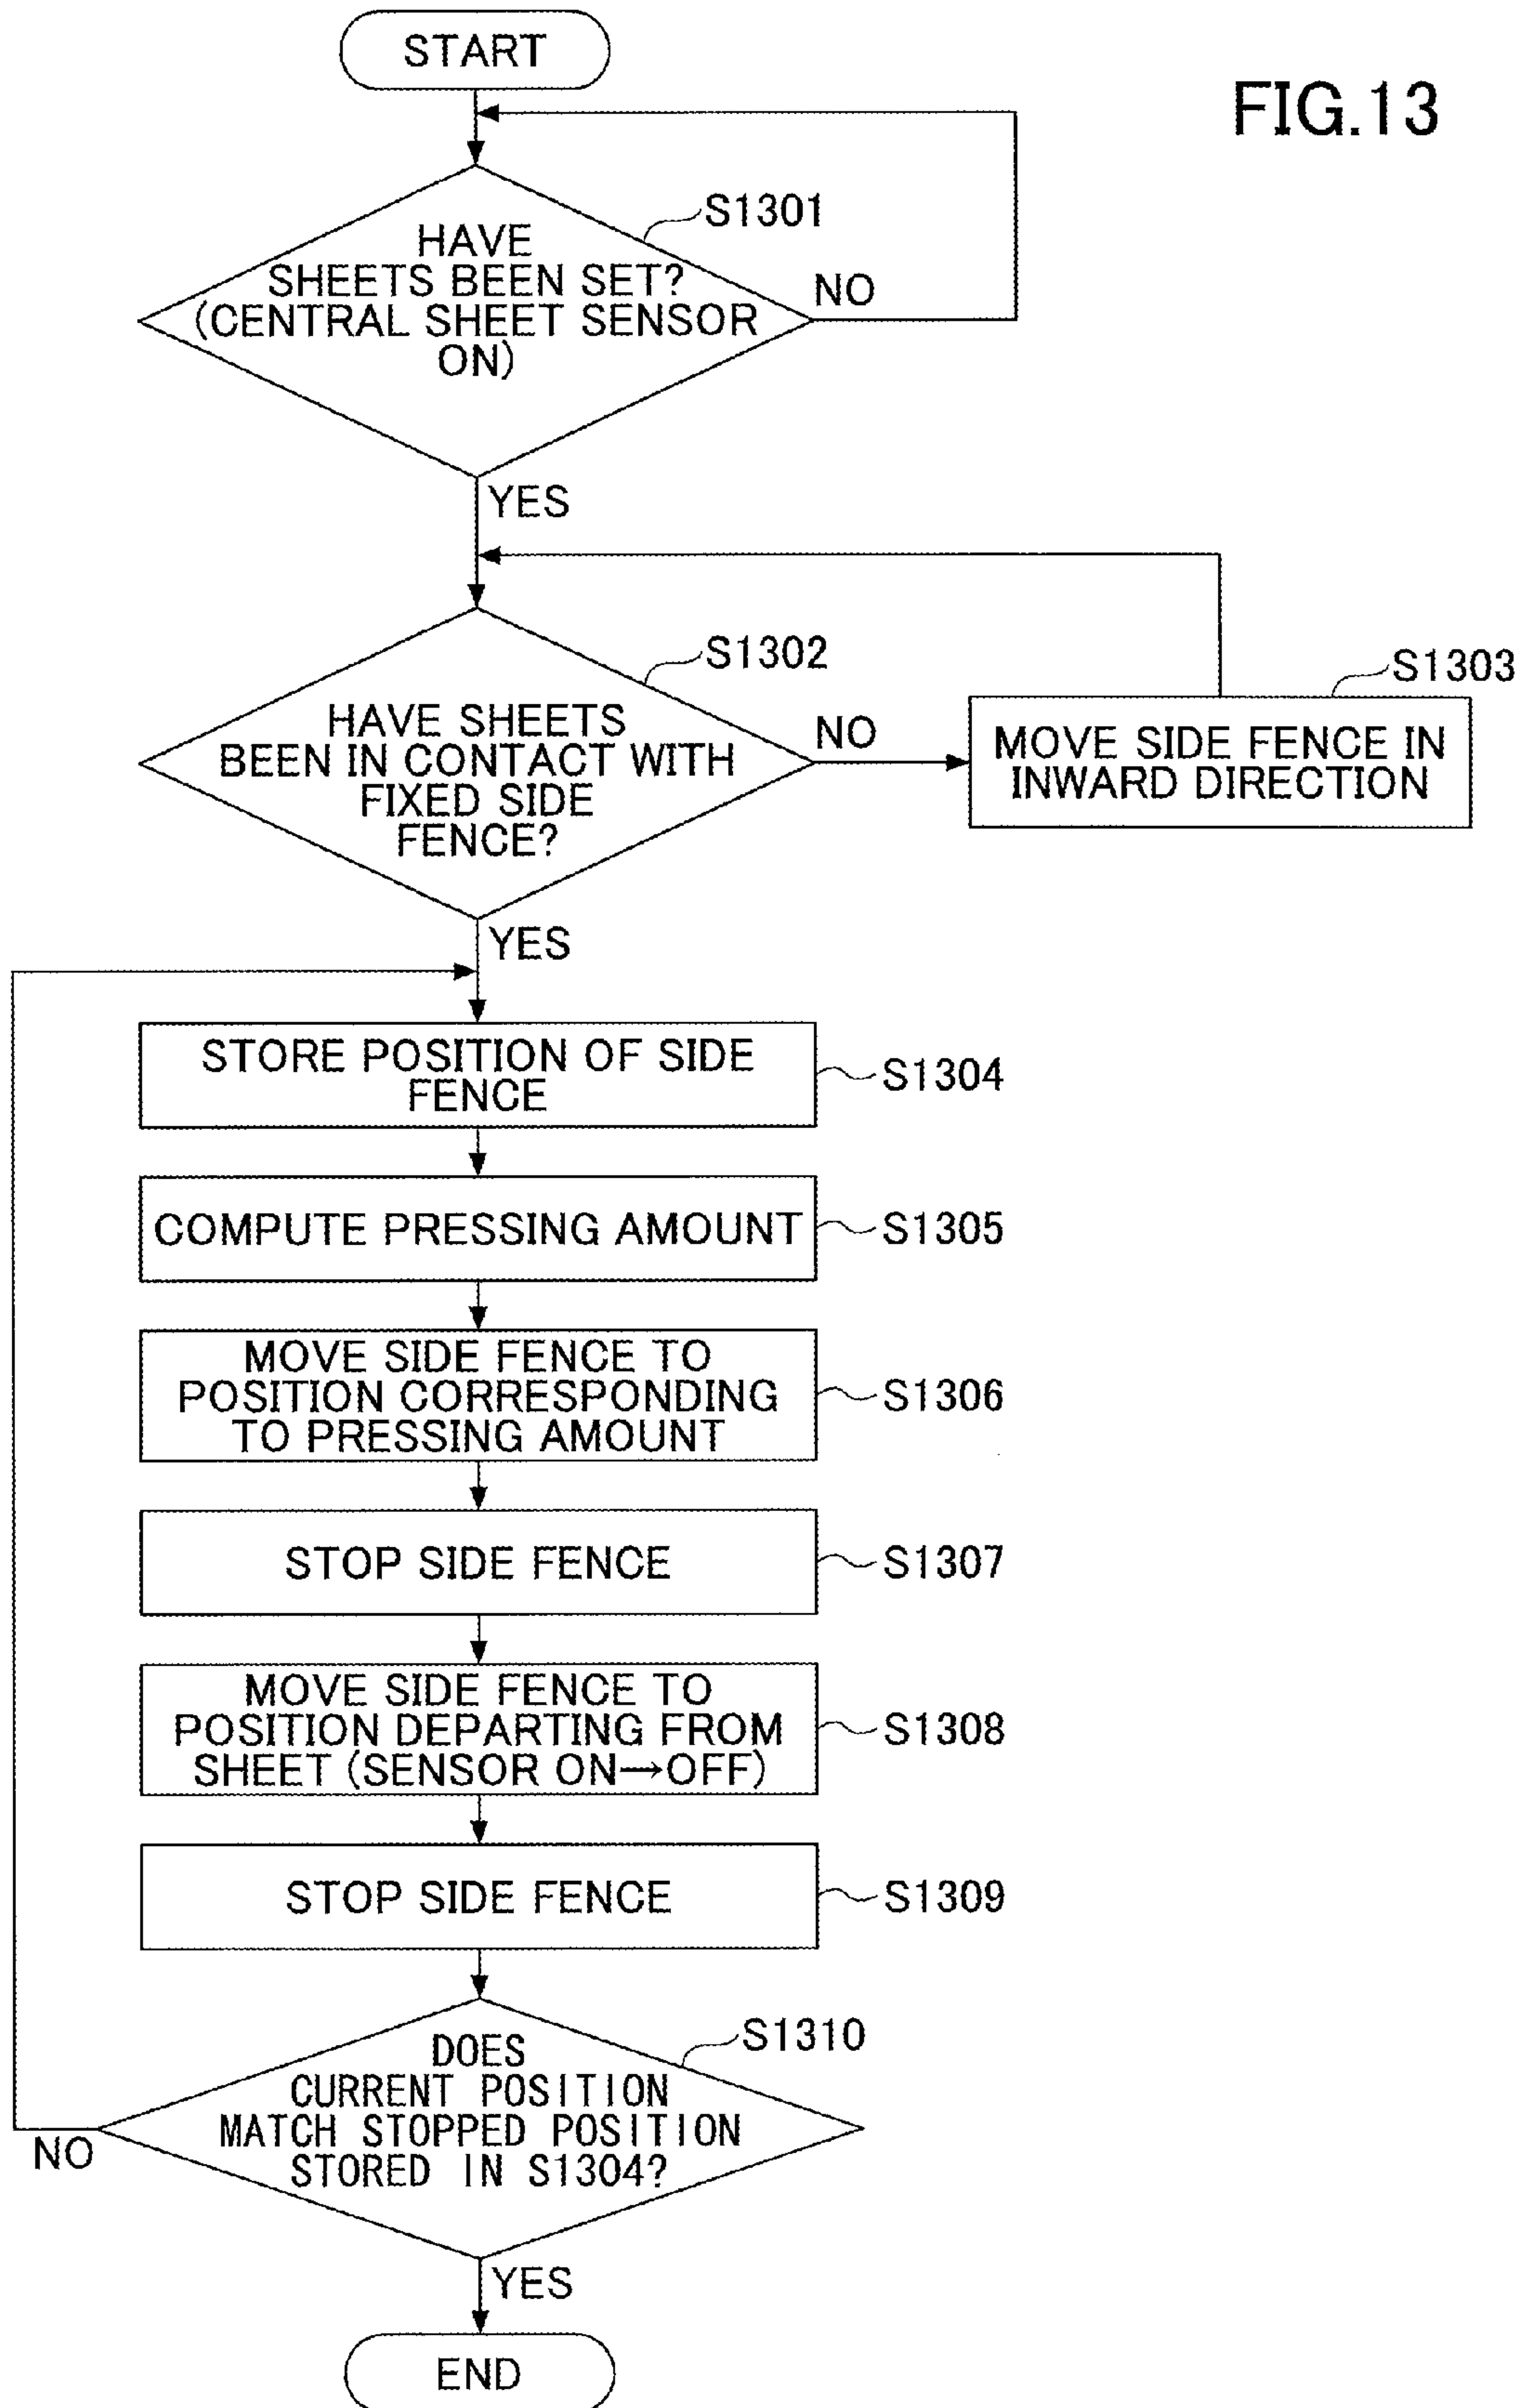 START
FIG.13
S1301
HAVE
SHEETS BEEN SET?
(CENTRAL SHEET SENSOR
ON)
NO
YES
S1302
S1303
HAVE SHEETS
BEEN IN CONTACT WITH
FIXED SIDE
FENCE?
NO
MOVE SIDE FENCE IN
INWARD DIRECTION
YES
STORE POSITION OF SIDE
FENCE
S1304
COMPUTE PRESSING AMOUNT
S1305
MOVE SIDE FENCE TO
POSITION CORRESPONDING
TO PRESSING AMOUNT
S1306
STOP SIDE FENCE
S1307
MOVE SIDE FENCE TO
POSITION DEPARTING FROM
SHEET (SENSOR ON→OFF)
S1308
STOP SIDE FENCE
S1309
S1310
DOES
CURRENT POSITION
MATCH STOPPED POSITION
STORED IN S1304?
NO
YES
END